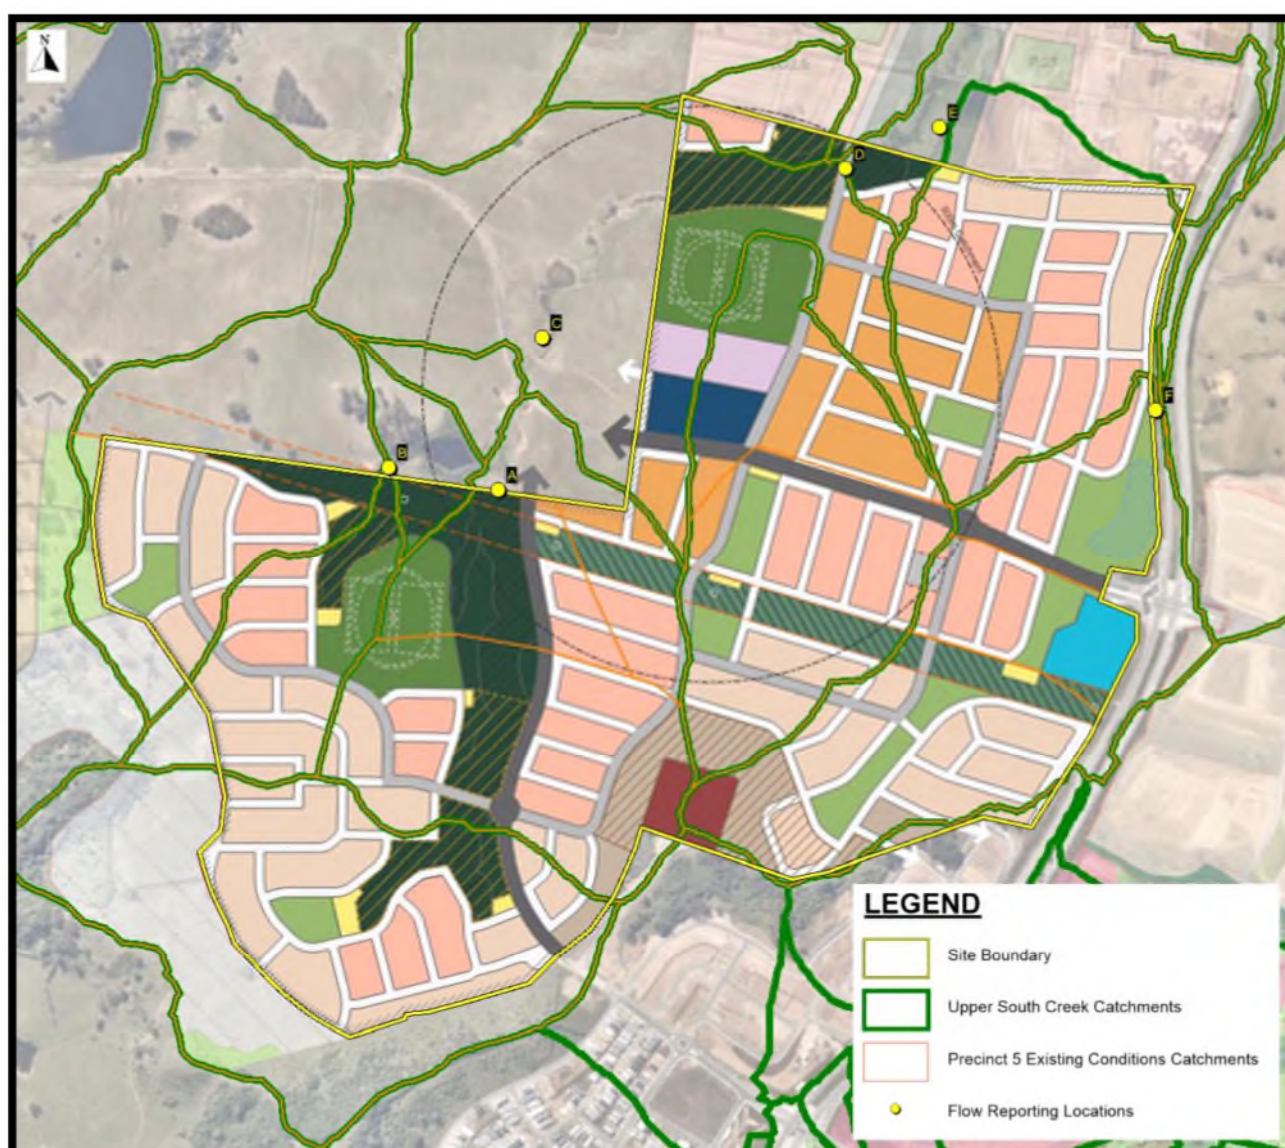 N
E
D
C
F
B
A
LEGEND
Site Boundary
Upper South Creek Catchments
Precinct 5 Existing Conditions Catchments
Flow Reporting Locations